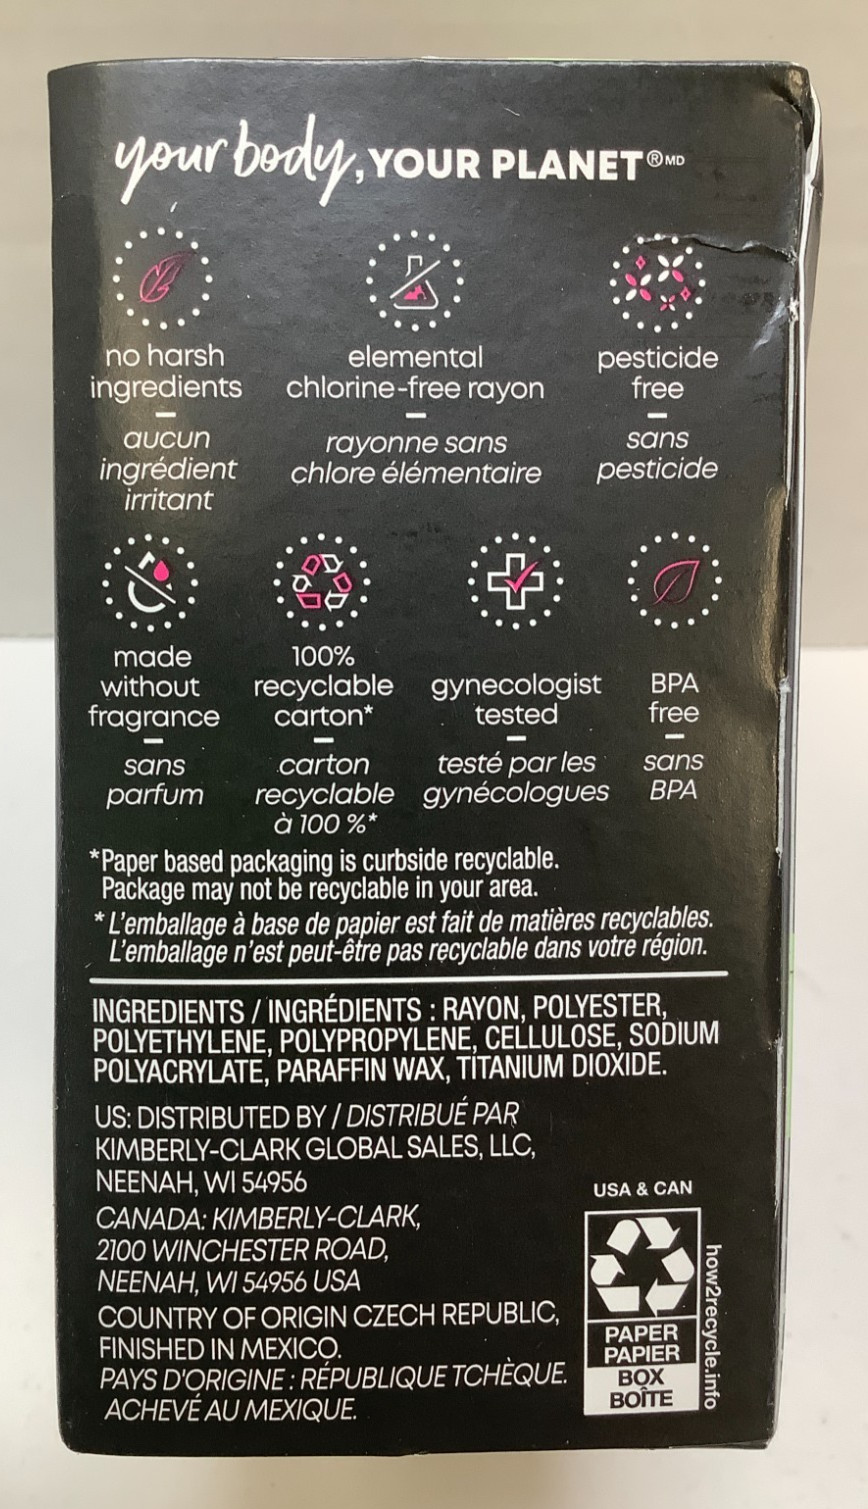 your body, YOUR PLANET®MD
no harsh
ingredients
aucun
ingrédient
irritant
elemental
chlorine-free rayon
rayonne sans
chlore élémentaire
pesticide
free
sans
pesticide
made
without
fragrance
sans
parfum
100%
recyclable
carton*
carton
recyclable
à 100 %*
gynecologist
tested
testé par les
gynécologues
BPA
free
sans
BPA
*Paper based packaging is curbside recyclable.
Package may not be recyclable in your area.
* L'emballage à base de papier est fait de matières recyclables.
L'emballage n'est peut-être pas recyclable dans votre région.
INGREDIENTS / INGRÉDIENTS : RAYON, POLYESTER,
POLYETHYLENE, POLYPROPYLENE, CELLULOSE, SODIUM
POLYACRYLATE, PARAFFIN WAX, TITANIUM DIOXIDE.
US: DISTRIBUTED BY / DISTRIBUÉ PAR
KIMBERLY-CLARK GLOBAL SALES, LLC,
NEENAH, WI 54956
CANADA: KIMBERLY-CLARK,
2100 WINCHESTER ROAD,
NEENAH, WI 54956 USA
COUNTRY OF ORIGIN CZECH REPUBLIC,
FINISHED IN MEXICO.
PAYS D'ORIGINE : RÉPUBLIQUE TCHÈQUE.
ACHEVÉ AU MEXIQUE.
USA & CAN
PAPER
PAPIER
BOX
BOÎTE
how2recycle.info